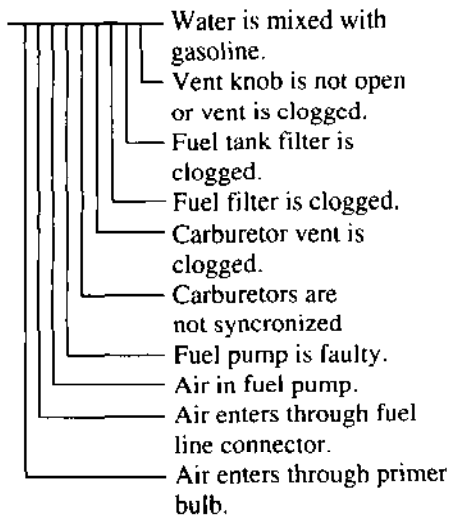 Water is mixed with
gasoline.
Vent knob is not open
or vent is clogged.
Fuel tank filter is
clogged.
Fuel filter is clogged.
Carburetor vent is
clogged.
Carburetors are
not syncronized
Fuel pump is faulty.
Air in fuel pump.
Air enters through fuel
line connector.
Air enters through primer
bulb.